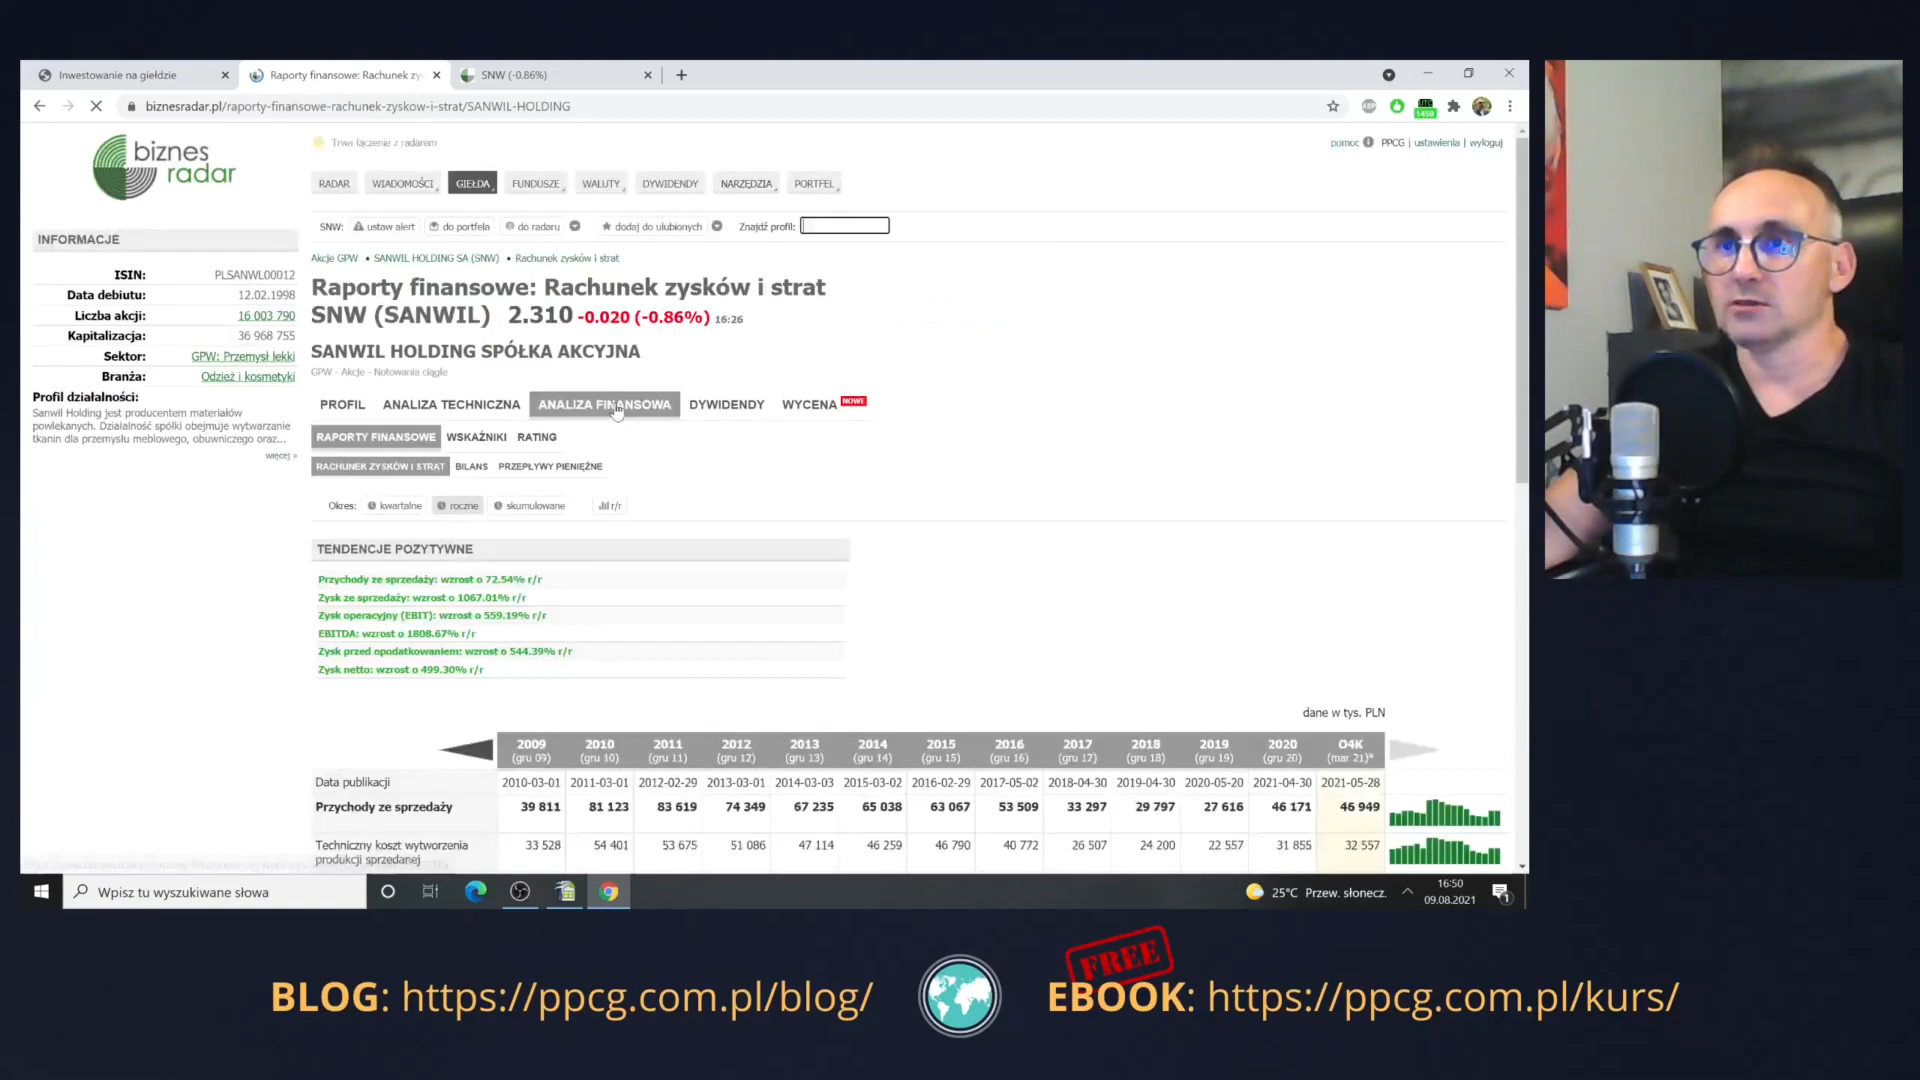 Inwestowanie na giełdzie
Raporty finansowe: Rachunek zy
SNW (-0.86%)
biznesradar.pl/raporty-finansowe-rachunek-zyskow-i-strat/SANWIL-HOLDING
ABP
UTC
1450
biznes
radar
Trwa łączenie z radarem
pomoc PPCG | ustawienia | wyloguj
RADAR WIADOMOŚCI GIEŁDA FUNDUSZE WALUTY DYWIDENDY NARZĘDZIA PORTFEL
SNW: ustaw alert do portfela do radaru dodaj do ulubionych Znajdź profil:
INFORMACJE
ISIN: PLSANWL00012
Data debiutu: 12.02.1998
Liczba akcji: 16 003 790
Kapitalizacja: 36 968 755
Sektor: GPW: Przemysł lekki
Branża: Odzież i kosmetyki
Profil działalności:
Sanwil Holding jest producentem materiałów
powlekanych. Działalność spółki obejmuje wytwarzanie
tkanin dla przemysłu meblowego, obuwniczego oraz...
więcej »
Akcje GPW • SANWIL HOLDING SA (SNW) • Rachunek zysków i strat
Raporty finansowe: Rachunek zysków i strat
SNW (SANWIL) 2.310 -0.020 (-0.86%) 16:26
SANWIL HOLDING SPÓŁKA AKCYJNA
GPW - Akcje - Notowania ciągłe
PROFIL ANALIZA TECHNICZNA ANALIZA FINANSOWA DYWIDENDY WYCENA NOWE
RAPORTY FINANSOWE WSKAŹNIKI RATING
RACHUNEK ZYSKÓW I STRAT BILANS PRZEPŁYWY PIENIĘŻNE
Okres: kwartalne roczne skumulowane r/r
TENDENCJE POZYTYWNE
Przychody ze sprzedaży: wzrost o 72.54% r/r
Zysk ze sprzedaży: wzrost o 1067.01% r/r
Zysk operacyjny (EBIT): wzrost o 559.19% r/r
EBITDA: wzrost o 1808.67% r/r
Zysk przed opodatkowaniem: wzrost o 544.39% r/r
Zysk netto: wzrost o 499.30% r/r
dane w tys. PLN
2009 2010 2011 2012 2013 2014 2015 2016 2017 2018 2019 2020 O4K
(gru 09) (gru 10) (gru 11) (gru 12) (gru 13) (gru 14) (gru 15) (gru 16) (gru 17) (gru 18) (gru 19) (gru 20) (mar 21)*
Data publikacji 2010-03-01 2011-03-01 2012-02-29 2013-03-01 2014-03-03 2015-03-02 2016-02-29 2017-05-02 2018-04-30 2019-04-30 2020-05-20 2021-04-30 2021-05-28
Przychody ze sprzedaży 39 811 81 123 83 619 74 349 67 235 65 038 63 067 53 509 33 297 29 797 27 616 46 171 46 949
Techniczny koszt wytworzenia 33 528 54 401 53 675 51 086 47 114 46 259 46 790 40 772 26 507 24 200 22 557 31 855 32 557
produkcji sprzedanej
Wpisz tu wyszukiwane słowa
25°C Przew. słonecz.
16:50
09.08.2021
1
FREE
BLOG: https://ppcg.com.pl/blog/
EBOOK: https://ppcg.com.pl/kurs/